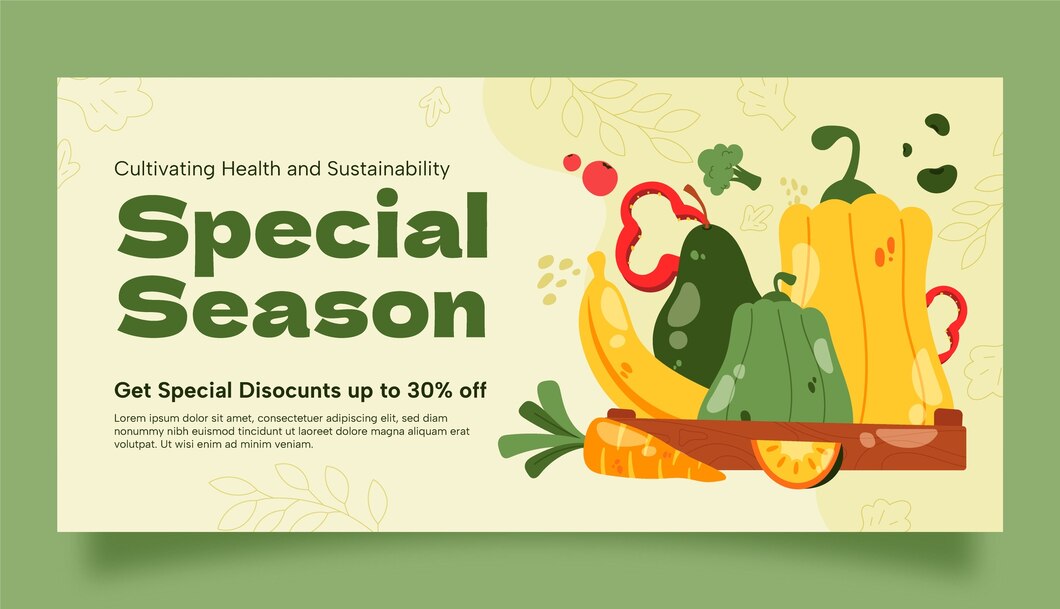 Cultivating Health and Sustainability
Special
Season
Get Special Disocunts up to 30% off
Lorem ipsum dolor sit amet, consectetuer adipiscing elit, sed diam
nonummy nibh euismod tincidunt ut laoreet dolore magna aliquam erat
volutpat. Ut wisi enim ad minim veniam.